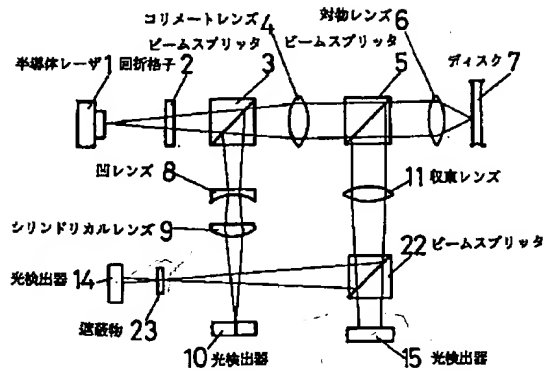 コリメートレンズ 4
対物レンズ 6
ビームスプリッタ ビームスプリッタ
半導体レーザ 1 回折格子 2 3 5 ディスク 7
凹レンズ 8
11 収束レンズ
シリンドリカルレンズ 9
22 ビームスプリッタ
光検出器 14
遮蔽物 23
10 光検出器
15 光検出器